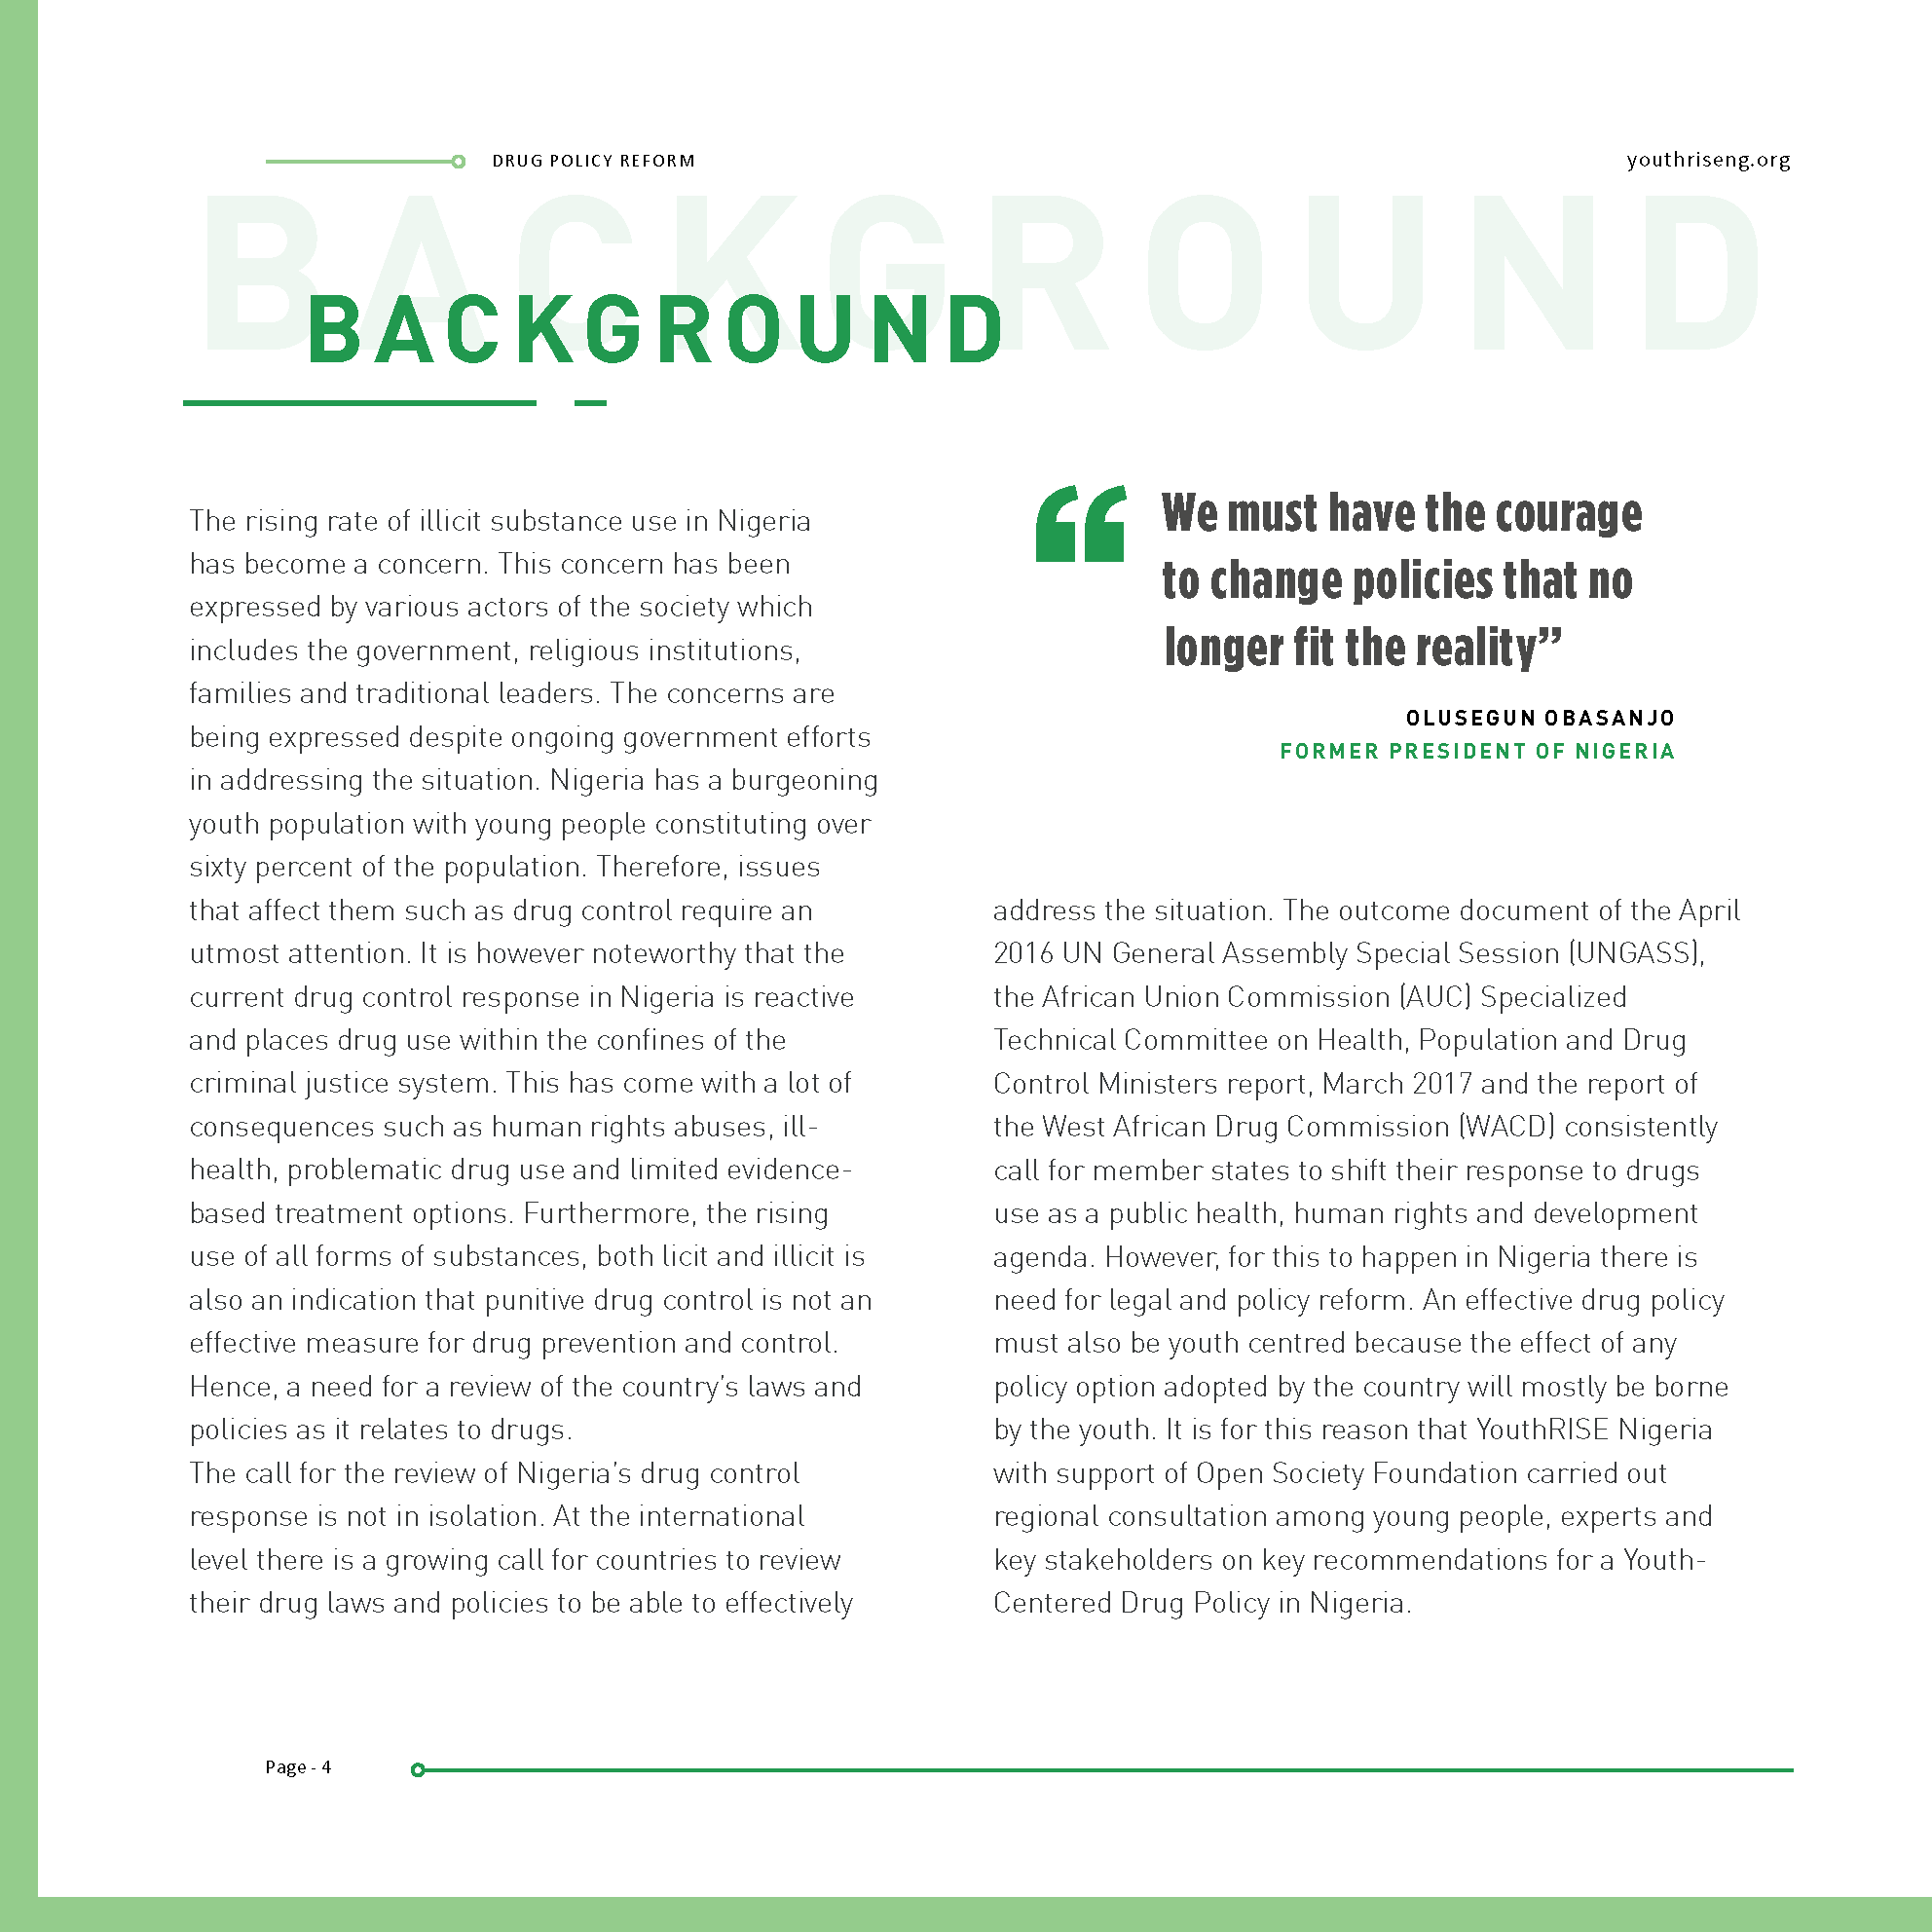 DRUG POLICY REFORM
youthriseng.org
BACKGROUND
BACKGROUND
The rising rate of illicit substance use in Nigeria
has become a concern. This concern has been
expressed by various actors of the society which
includes the government, religious institutions,
families and traditional leaders. The concerns are
being expressed despite ongoing government efforts
in addressing the situation. Nigeria has a burgeoning
youth population with young people constituting over
sixty percent of the population. Therefore, issues
that affect them such as drug control require an
utmost attention. It is however noteworthy that the
current drug control response in Nigeria is reactive
and places drug use within the confines of the
criminal justice system. This has come with a lot of
consequences such as human rights abuses, ill-
health, problematic drug use and limited evidence-
based treatment options. Furthermore, the rising
use of all forms of substances, both licit and illicit is
also an indication that punitive drug control is not an
effective measure for drug prevention and control.
Hence, a need for a review of the country’s laws and
policies as it relates to drugs.
The call for the review of Nigeria’s drug control
response is not in isolation. At the international
level there is a growing call for countries to review
their drug laws and policies to be able to effectively
“ We must have the courage
to change policies that no
longer fit the reality”
OLUSEGUN OBASANJO
FORMER PRESIDENT OF NIGERIA
address the situation. The outcome document of the April
2016 UN General Assembly Special Session (UNGASS),
the African Union Commission (AUC) Specialized
Technical Committee on Health, Population and Drug
Control Ministers report, March 2017 and the report of
the West African Drug Commission (WACD) consistently
call for member states to shift their response to drugs
use as a public health, human rights and development
agenda. However, for this to happen in Nigeria there is
need for legal and policy reform. An effective drug policy
must also be youth centred because the effect of any
policy option adopted by the country will mostly be borne
by the youth. It is for this reason that YouthRISE Nigeria
with support of Open Society Foundation carried out
regional consultation among young people, experts and
key stakeholders on key recommendations for a Youth-
Centered Drug Policy in Nigeria.
Page - 4